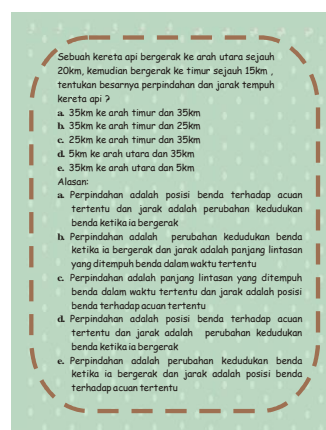 Sebuah kereta api bergerak ke arah utara sejauh
20km, kemudian bergerak ke timur sejauh 15km ,
tentukan besarnya perpindahan dan jarak tempuh
kereta api ?
a. 35km ke arah timur dan 35km
b. 35km ke arah timur dan 25km
c. 25km ke arah timur dan 35km
d. 5km ke arah utara dan 35km
e. 35km ke arah utara dan 5km
Alasan:
a. Perpindahan adalah posisi benda terhadap acuan
tertentu dan jarak adalah perubahan kedudukan
benda ketika ia bergerak
b. Perpindahan adalah perubahan kedudukan benda
ketika ia bergerak dan jarak adalah panjang lintasan
yang ditempuh benda dalam waktu tertentu
c. Perpindahan adalah panjang lintasan yang ditempuh
benda dalam waktu tertentu dan jarak adalah posisi
benda terhadap acuan tertentu
d. Perpindahan adalah posisi benda terhadap acuan
tertentu dan jarak adalah perubahan kedudukan
benda ketika ia bergerak
e. Perpindahan adalah perubahan kedudukan benda
ketika ia bergerak dan jarak adalah posisi benda
terhadap acuan tertentu